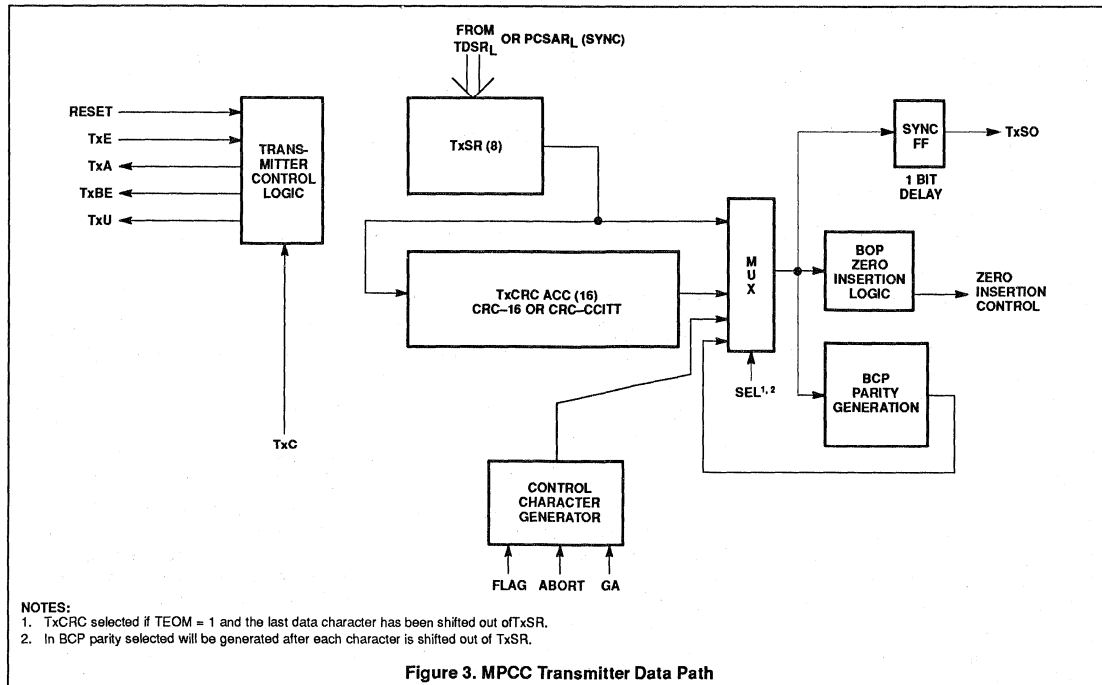 FROM
TDSRL OR PCSARL (SYNC)
RESET
TxE
TxA
TxBE
TxU
TRANS-
MITTER
CONTROL
LOGIC
TxC
TxSR (8)
TxCRC ACC (16)
CRC–16 OR CRC–CCITT
M
U
X
SEL1, 2
SYNC
FF
1 BIT
DELAY
TxSO
BOP
ZERO
INSERTION
LOGIC
ZERO
INSERTION
CONTROL
BCP
PARITY
GENERATION
CONTROL
CHARACTER
GENERATOR
FLAG ABORT GA
NOTES:
1. TxCRC selected if TEOM = 1 and the last data character has been shifted out ofTxSR.
2. In BCP parity selected will be generated after each character is shifted out of TxSR.
Figure 3. MPCC Transmitter Data Path